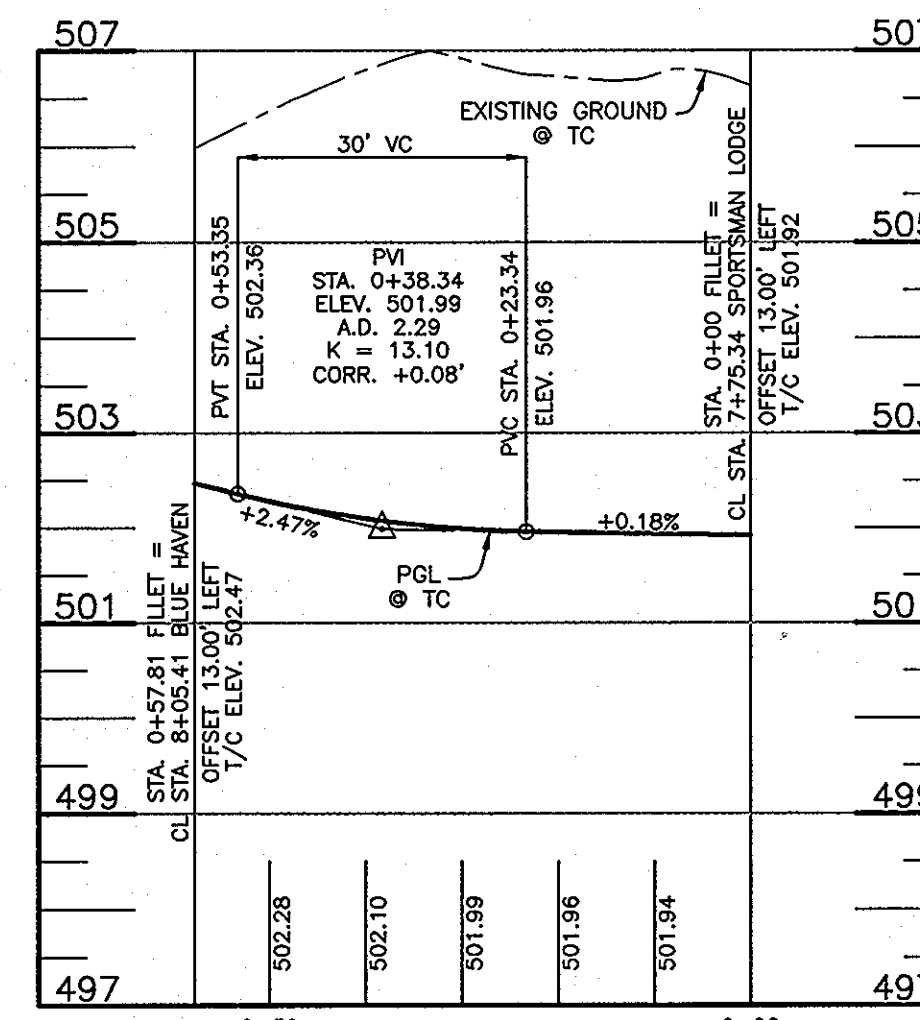 507
507
EXISTING GROUND
@ TC
30' VC
505
505
PVT STA. 0+53.35
ELEV. 502.36
PVI
STA. 0+38.34
ELEV. 501.99
A.D. 2.29
K = 13.10
CORR. +0.08'
PVC STA. 0+23.34
ELEV. 501.96
STA. 0+00 FILLET =
CL STA. 7+75.34 SPORTSMAN LODGE
OFFSET 13.00' LEFT
T/C ELEV. 501.92
503
+2.47%
+0.18%
PGL
@ TC
501
STA. 0+57.81 FILLET =
CL STA. 8+05.41 BLUE HAVEN
OFFSET 13.00' LEFT
T/C ELEV. 502.47
499
499
502.28
502.10
501.99
501.96
501.94
497